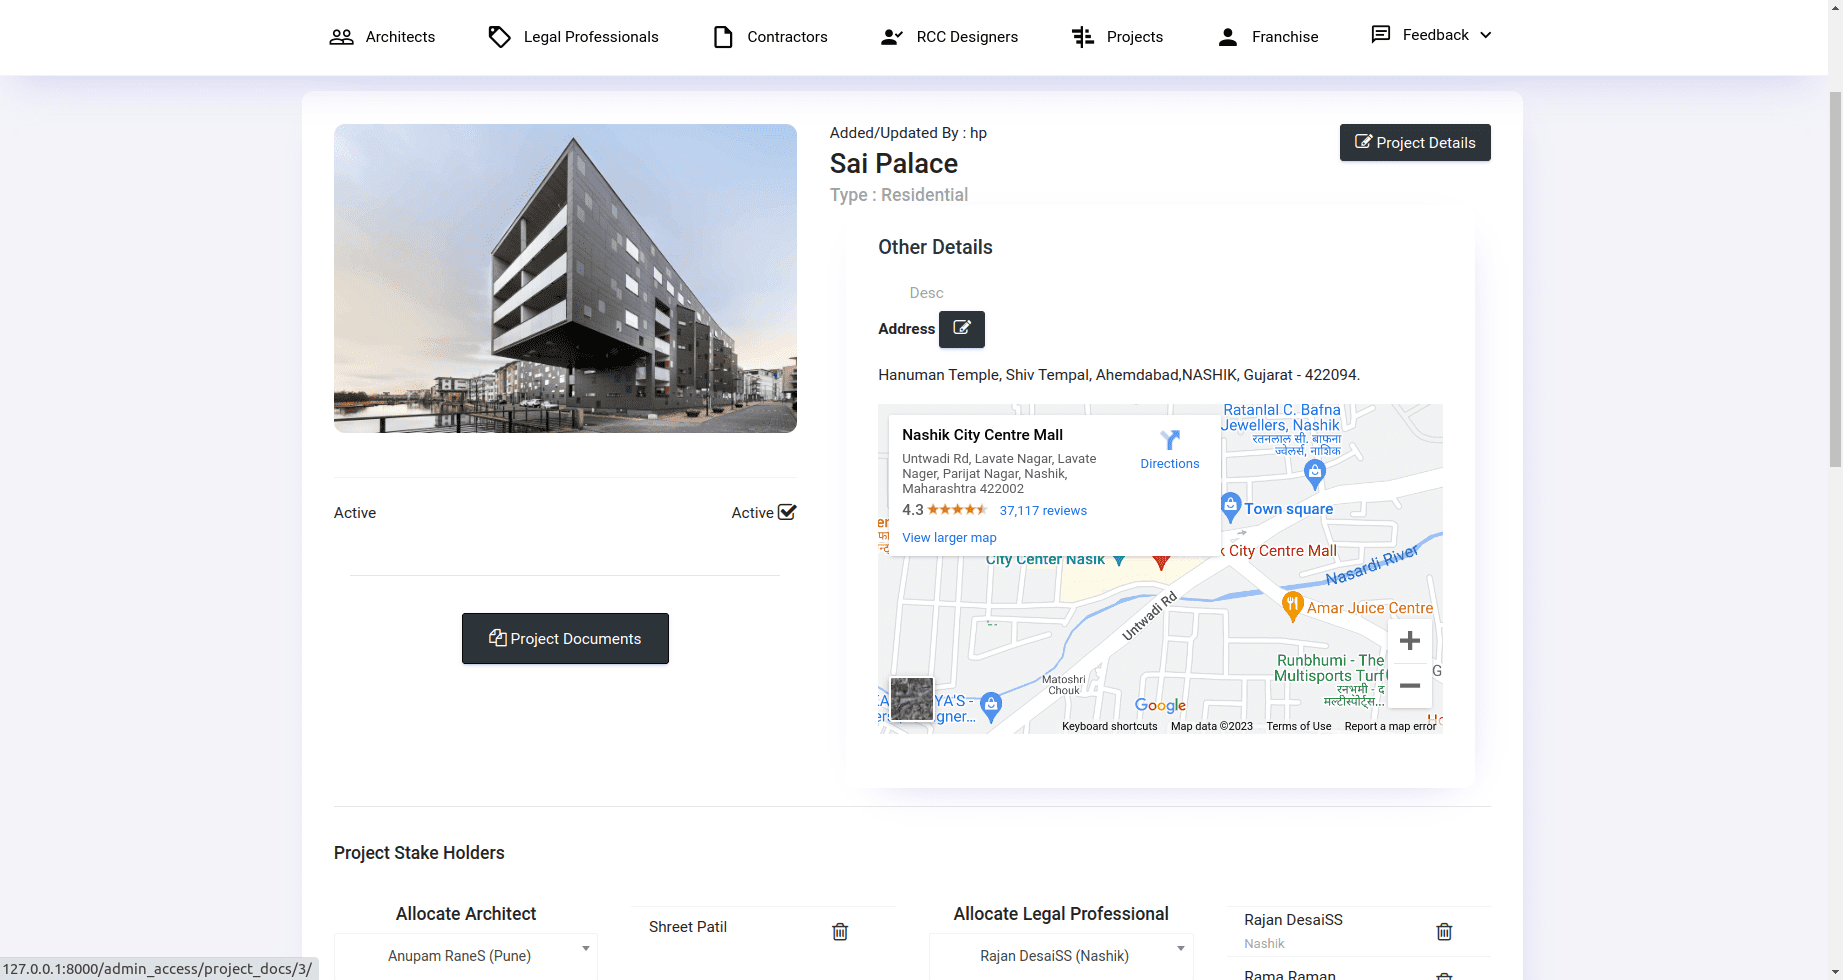 Architects
Legal Professionals
Contractors
RCC Designers
Projects
Franchise
Feedback
Added/Updated By : hp
Sai Palace
Type : Residential
Project Details
Other Details
Desc
Address
Hanuman Temple, Shiv Tempal, Ahemdabad,NASHIK, Gujarat - 422094.
Nashik City Centre Mall
Untwadi Rd, Lavate Nagar, Lavate
Nager, Parijat Nagar, Nashik,
Maharashtra 422002
4.3
37,117 reviews
View larger map
Directions
Ratanlal C. Bafna
Jewellers, Nashik
रतनलाल सी. बाफना
ज्वेलर्स, नाशिक
Town square
City Center Nasik
City Centre Mall
Nasardi River
Amar Juice Centre
Untwadi Rd
Runbhumi - The
Multisports Turf
रनभूमी - द
मल्टीस्पोर्ट्स...
Matoshri
Chouk
YA'S -
gner...
G
Google
Keyboard shortcuts
Map data ©2023
Terms of Use
Report a map error
Active
Active
Project Documents
Project Stake Holders
Allocate Architect
Anupam RaneS (Pune)
Shreet Patil
Allocate Legal Professional
Rajan DesaiSS (Nashik)
Rajan DesaiSS
Nashik
Rama Raman
127.0.0.1:8000/admin_access/project_docs/3/